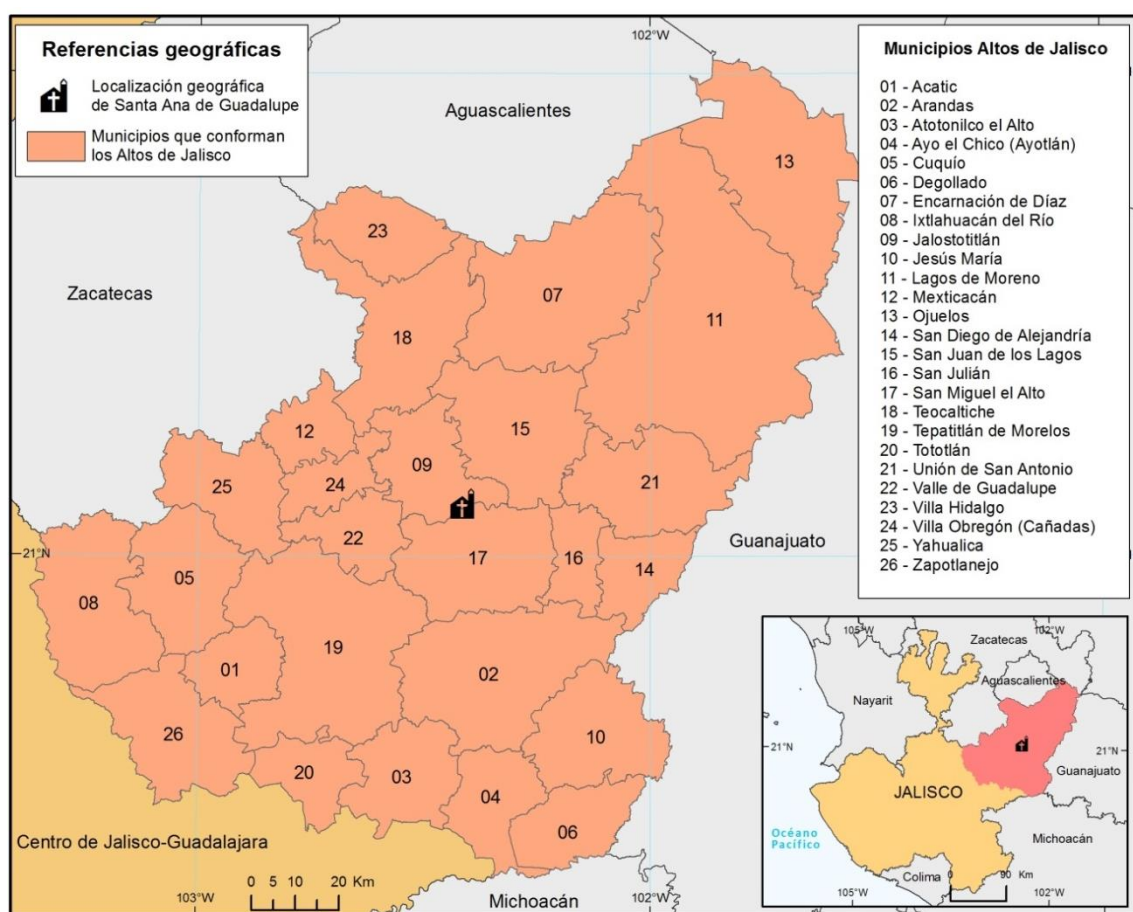 Referencias geográficas
Localización geográfica
de Santa Ana de Guadalupe
Municipios que conforman
los Altos de Jalisco
102°W
Municipios Altos de Jalisco
01 - Acatic
02 - Arandas
03 - Atotonilco el Alto
04 - Ayo el Chico (Ayotlán)
05 - Cuquío
06 - Degollado
07 - Encarnación de Díaz
08 - Ixtlahuacán del Río
09 - Jalostotitlán
10 - Jesús María
11 - Lagos de Moreno
12 - Mexticacán
13 - Ojuelos
14 - San Diego de Alejandría
15 - San Juan de los Lagos
16 - San Julián
17 - San Miguel el Alto
18 - Teocaltiche
19 - Tepatitlán de Morelos
20 - Tototlán
21 - Unión de San Antonio
22 - Valle de Guadalupe
23 - Villa Hidalgo
24 - Villa Obregón (Cañadas)
25 - Yahualica
26 - Zapotlanejo
Aguascalientes
13
23
Zacatecas
07
11
18
12
15
09
24
25
21
22
Guanajuato
21°N
17
16
05
14
08
19
01
02
26
10
20
03
04
06
Centro de Jalisco-Guadalajara
0 5 10 20 Km
103°W
Michoacán
102°W
105°W
Zacatecas
102°W
Aguascalientes
Nayarit
21°N
21°N
Guanajuato
JALISCO
Océano
Pacífico
Michoacán
Colima
0 90 Km
105°W
102°W